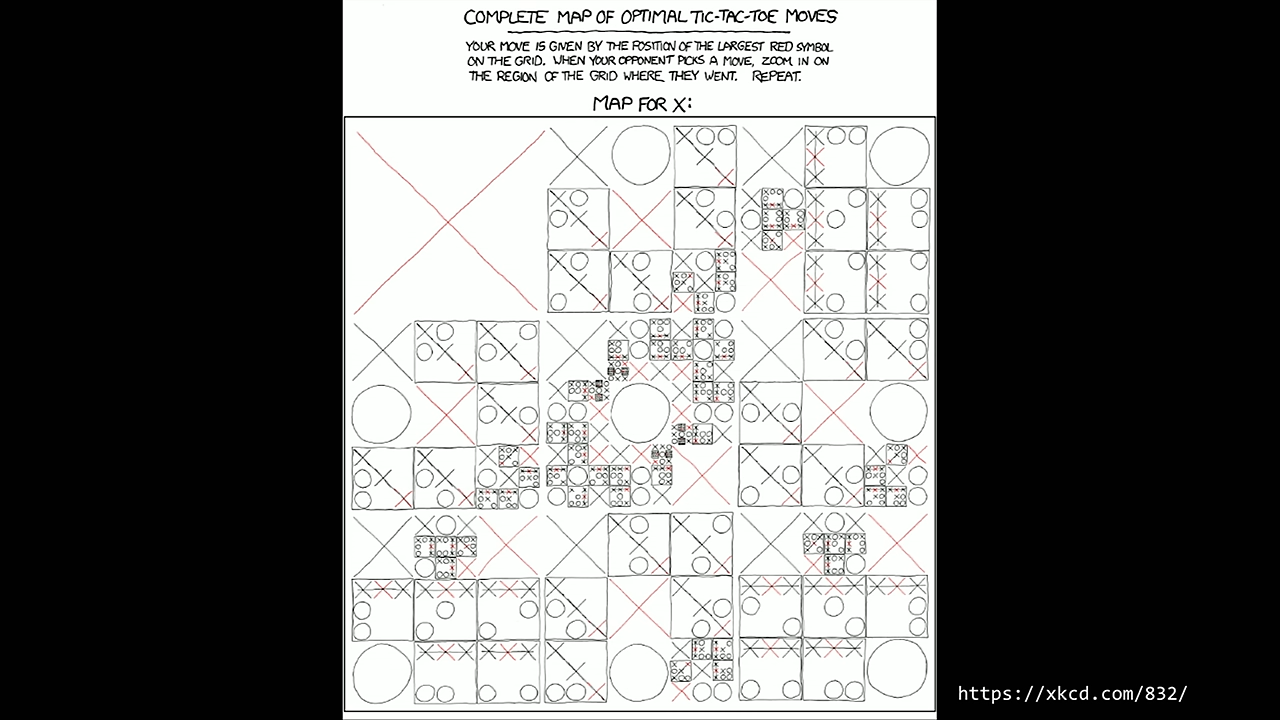 COMPLETE MAP OF OPTIMAL TIC-TAC-TOE MOVES
YOUR MOVE IS GIVEN BY THE POSITION OF THE LARGEST RED SYMBOL
ON THE GRID. WHEN YOUR OPPONENT PICKS A MOVE, ZOOM IN ON
THE REGION OF THE GRID WHERE THEY WENT. REPEAT.
MAP FOR X:
https://xkcd.com/832/